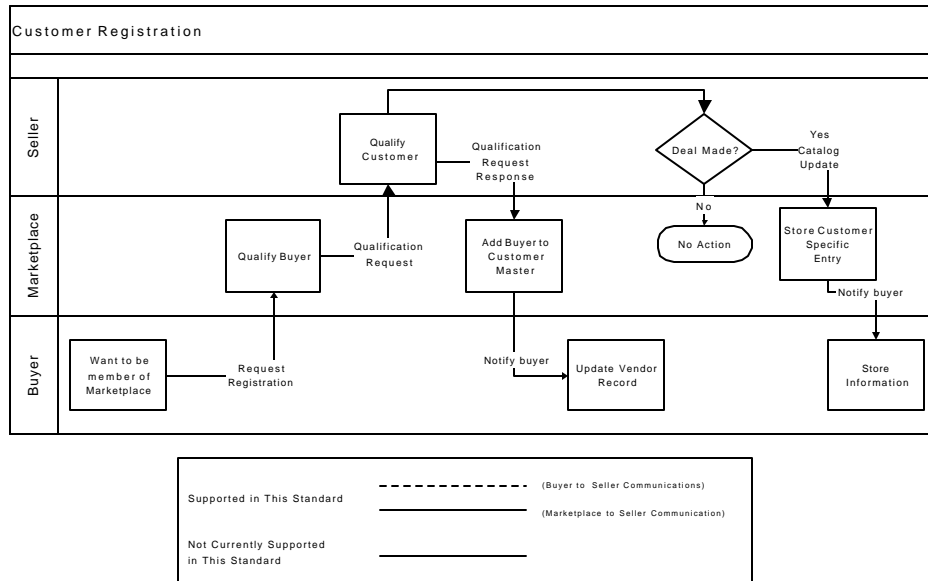 Customer Registration
Seller
Qualify
Customer
Qualification
Request
Response
Deal Made?
Yes
Catalog
Update
No
Marketplace
Qualify Buyer
Qualification
Request
Add Buyer to
Customer
Master
No Action
Store Customer
Specific
Entry
Notify buyer
Buyer
Want to be
member of
Marketplace
Request
Registration
Notify buyer
Update Vendor
Record
Store
Information
Supported in This Standard
(Buyer to Seller Communications)
(Marketplace to Seller Communication)
Not Currently Supported
in This Standard